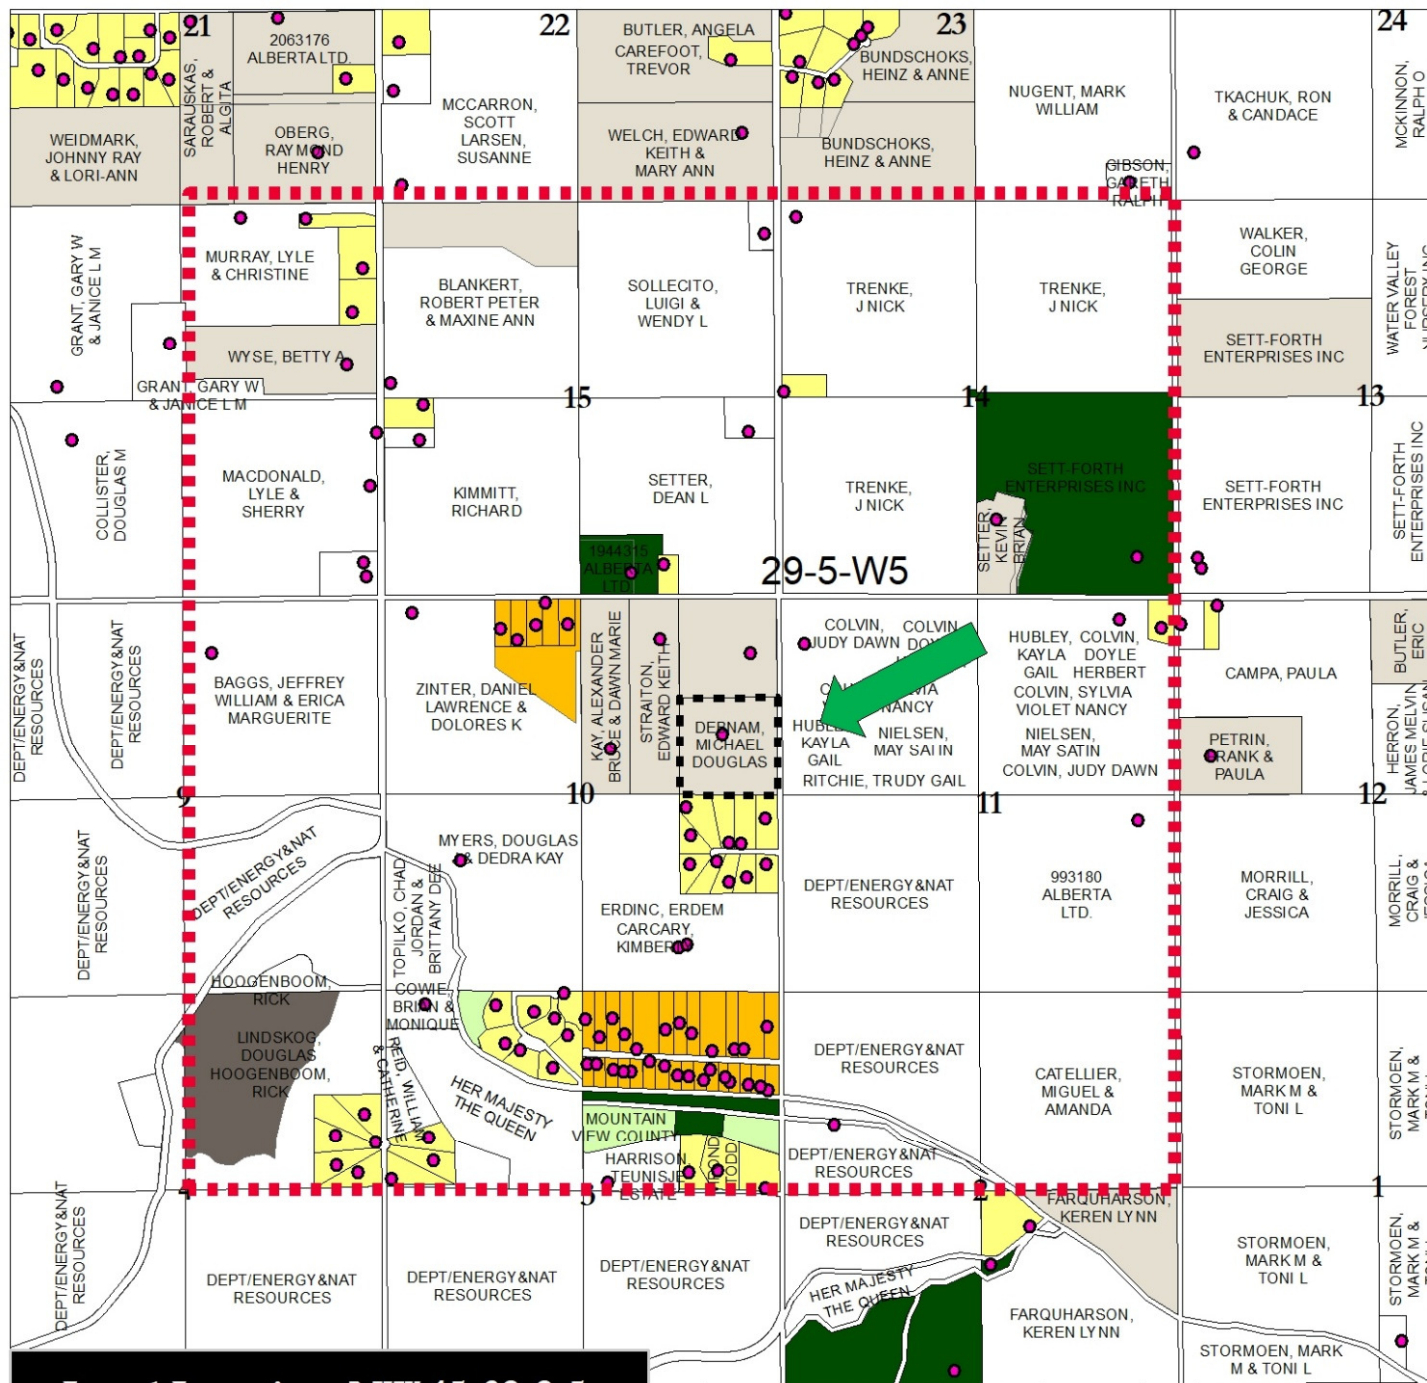 21
22
23
24
2063176
ALBERTA LTD.
SARAUSKAS,
ROBERT &
ALGITA
BUTLER, ANGELA
CAREFOOT,
TREVOR
BUNDSCHOKS,
HEINZ & ANNE
MCCARRON,
SCOTT
LARSEN,
SUSANNE
NUGENT, MARK
WILLIAM
TKACHUK, RON
& CANDACE
MCKINNON,
RALPH O
WEIDMARK,
JOHNNY RAY
& LORI-ANN
OBERG,
RAYMOND
HENRY
WELCH, EDWARD
KEITH &
MARY ANN
BUNDSCHOKS,
HEINZ & ANNE
GIBSON,
GARETH
RALPH
GRANT, GARY W
& JANICE L M
MURRAY, LYLE
& CHRISTINE
BLANKERT,
ROBERT PETER
& MAXINE ANN
SOLLECITO,
LUIGI &
WENDY L
TRENKE,
J NICK
TRENKE,
J NICK
WALKER,
COLIN
GEORGE
WATER VALLEY
FOREST
SETT-FORTH
ENTERPRISES INC
WYSE, BETTY A
GRANT, GARY W
& JANICE L M
15
14
13
COLLISTER,
DOUGLAS M
MACDONALD,
LYLE &
SHERRY
KIMMITT,
RICHARD
SETTER,
DEAN L
TRENKE,
J NICK
SETT-FORTH
ENTERPRISES INC
SETTER,
KEVIN
BRIAN
SETT-FORTH
ENTERPRISES INC
SETT-FORTH
ENTERPRISES INC
1944315
ALBERTA
LTD
29-5-W5
DEPT/ENERGY&NAT
RESOURCES
DEPT/ENERGY&NAT
RESOURCES
BAGGS, JEFFREY
WILLIAM & ERICA
MARGUERITE
ZINTER, DANIEL
LAWRENCE &
DOLORES K
KAY, ALEXANDER
BRUCE & DAWN MARIE
STRAITON,
EDWARD KEITH
DERNAM,
MICHAEL
DOUGLAS
COLVIN,
JUDY DAWN
COLVIN,
NANCY
KAYLA
GAIL
NIELSEN,
MAY SATIN
RITCHIE, TRUDY GAIL
HUBLEY,
KAYLA
GAIL
COLVIN,
DOYLE
HERBERT
COLVIN, SYLVIA
VIOLET NANCY
NIELSEN,
MAY SATIN
COLVIN, JUDY DAWN
CAMPA, PAULA
BUTLER,
ERIC
PETRIN,
FRANK &
PAULA
HERRON,
JAMES MELVIN
9
10
11
12
DEPT/ENERGY&NAT
RESOURCES
DEPT/ENERGY&NAT
RESOURCES
MYERS, DOUGLAS
& DEDRA KAY
TOPILKO, CHAD
JORDAN &
BRITTANY DEE
ERDINC, ERDEM
CARCARY,
DEPT/ENERGY&NAT
RESOURCES
993180
ALBERTA
LTD.
MORRILL,
CRAIG &
JESSICA
MORRILL,
CRAIG &
HOOGENBOOM,
RICK
COWIE,
BRIAN &
MONIQUE
LINDSKOG,
DOUGLAS
HOOGENBOOM,
RICK
REID, WILLIAM
& CATHERINE
HER MAJESTY
THE QUEEN
MOUNTAIN
VIEW COUNTY
HARRISON
TEUNISJE
ESTATE
BOND,
TODD
DEPT/ENERGY&NAT
RESOURCES
DEPT/ENERGY&NAT
RESOURCES
CATELLIER,
MIGUEL &
AMANDA
STORMOEN,
MARK M &
TONI L
STORMOEN,
MARK M &
3
2
1
DEPT/ENERGY&NAT
RESOURCES
DEPT/ENERGY&NAT
RESOURCES
DEPT/ENERGY&NAT
RESOURCES
DEPT/ENERGY&NAT
RESOURCES
DEPT/ENERGY&NAT
RESOURCES
HER MAJESTY
THE QUEEN
FARQUHARSON,
KEREN LYNN
FARQUHARSON,
KEREN LYNN
STORMOEN,
MARK M &
TONI L
STORMOEN, MARK
M & TONI L
STORMOEN,
MARK M &